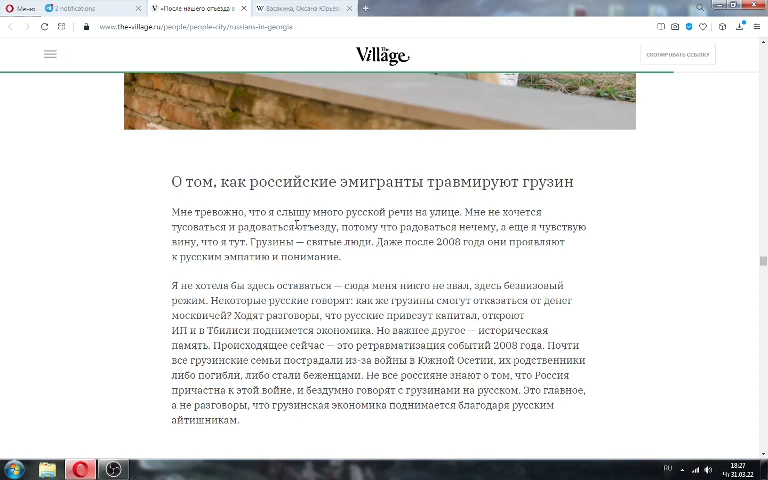 Меню
2 notifications
«После нашего отъезда в
Васякина, Оксана Юрьев
www.the-village.ru/people/people-city/russians-in-georgia
The Village
СКОПИРОВАТЬ ССЫЛКУ
О том, как российские эмигранты травмируют грузин
Мне тревожно, что я слышу много русской речи на улице. Мне не хочется
тусоваться и радоваться отъезду, потому что радоваться нечему, а еще я чувствую
вину, что я тут. Грузины — святые люди. Даже после 2008 года они проявляют
к русским эмпатию и понимание.
Я не хотела бы здесь оставаться — сюда меня никто не звал, здесь безвизовый
режим. Некоторые русские говорят: как же грузины смогут отказаться от денег
москвичей? Ходят разговоры, что русские привезут капитал, откроют
ИП и в Тбилиси поднимется экономика. Но важнее другое — историческая
память. Происходящее сейчас — это ретравматизация событий 2008 года. Почти
все грузинские семьи пострадали из-за войны в Южной Осетии, их родственники
либо погибли, либо стали беженцами. Не все россияне знают о том, что Россия
причастна к этой войне, и бездумно говорят с грузинами на русском. Это главное,
а не разговоры, что грузинская экономика поднимается благодаря русским
айтишникам.
RU
18:27
Чт 31.03.22